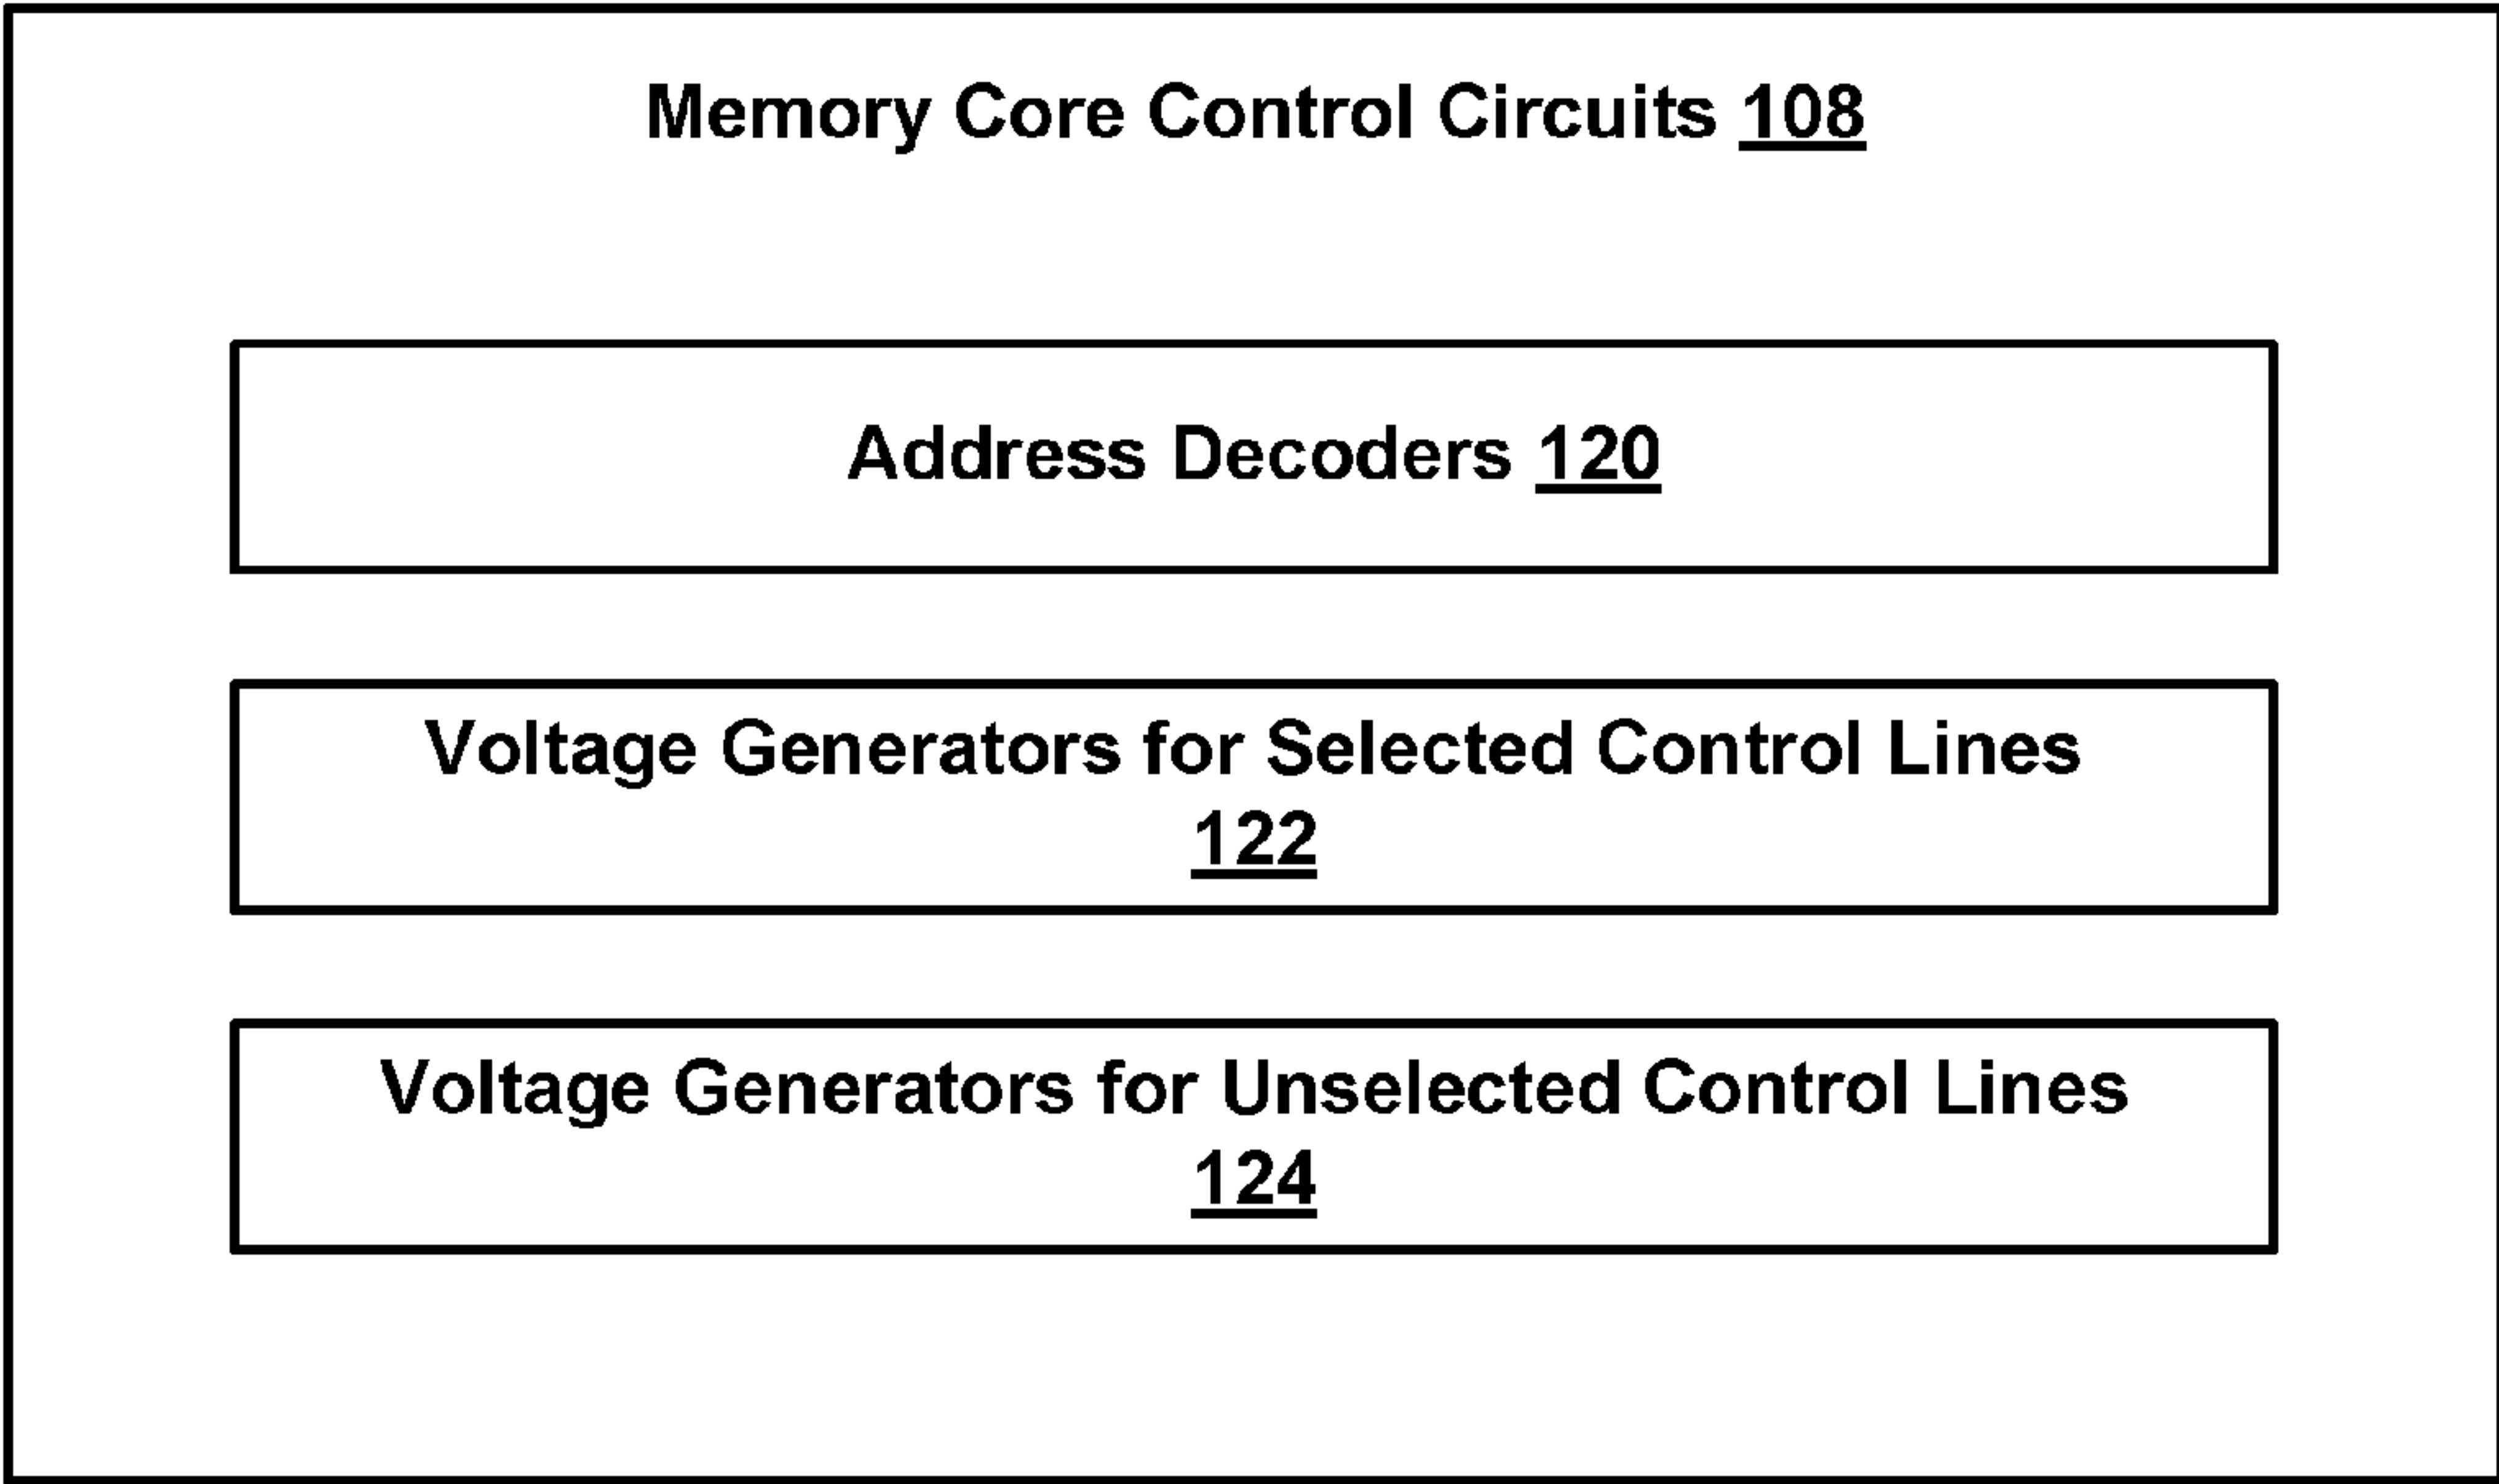 Memory Core Control Circuits 108
Address Decoders 120
Voltage Generators for Selected Control Lines
122
Voltage Generators for Unselected Control Lines
124